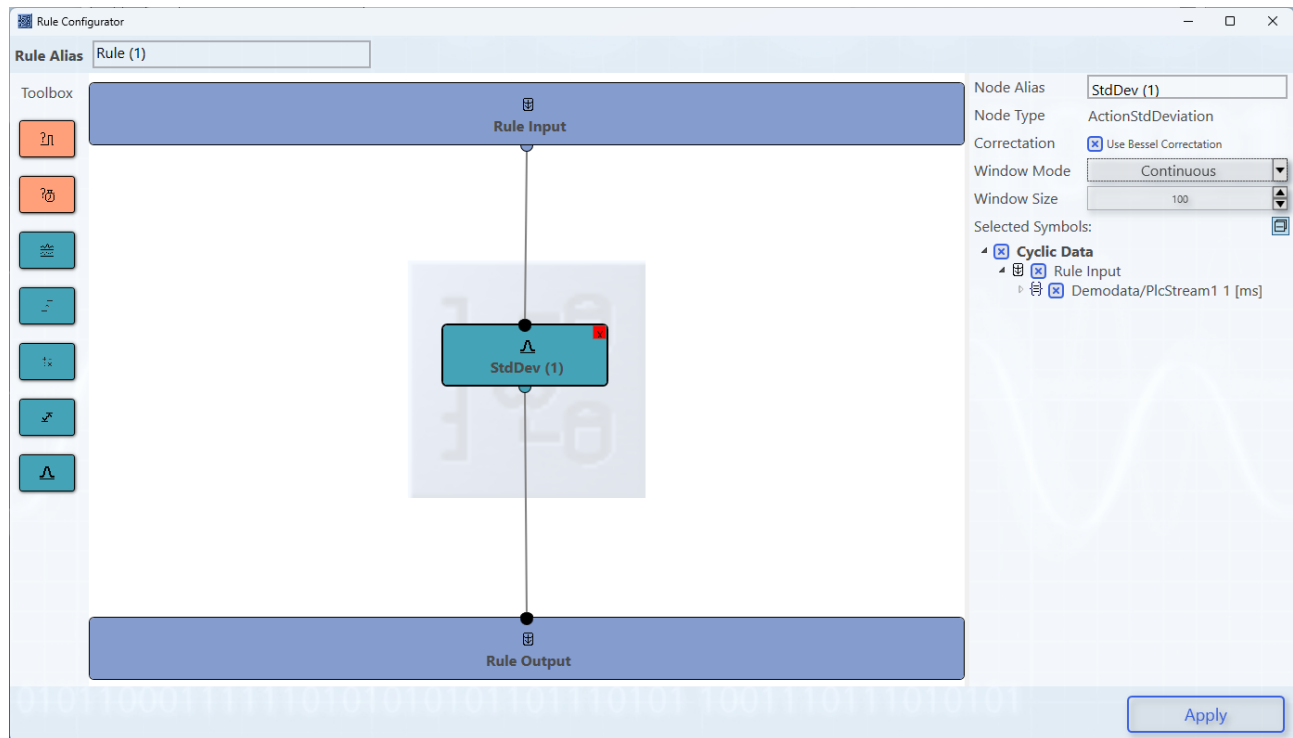 Rule Configurator
Rule Alias Rule (1)
Toolbox
Rule Input
StdDev (1)
Rule Output
Node Alias StdDev (1)
Node Type ActionStdDeviation
Correctation Use Bessel Correctation
Window Mode Continuous
Window Size 100
Selected Symbols:
Cyclic Data
Rule Input
Demodata/PlcStream1 1 [ms]
Apply